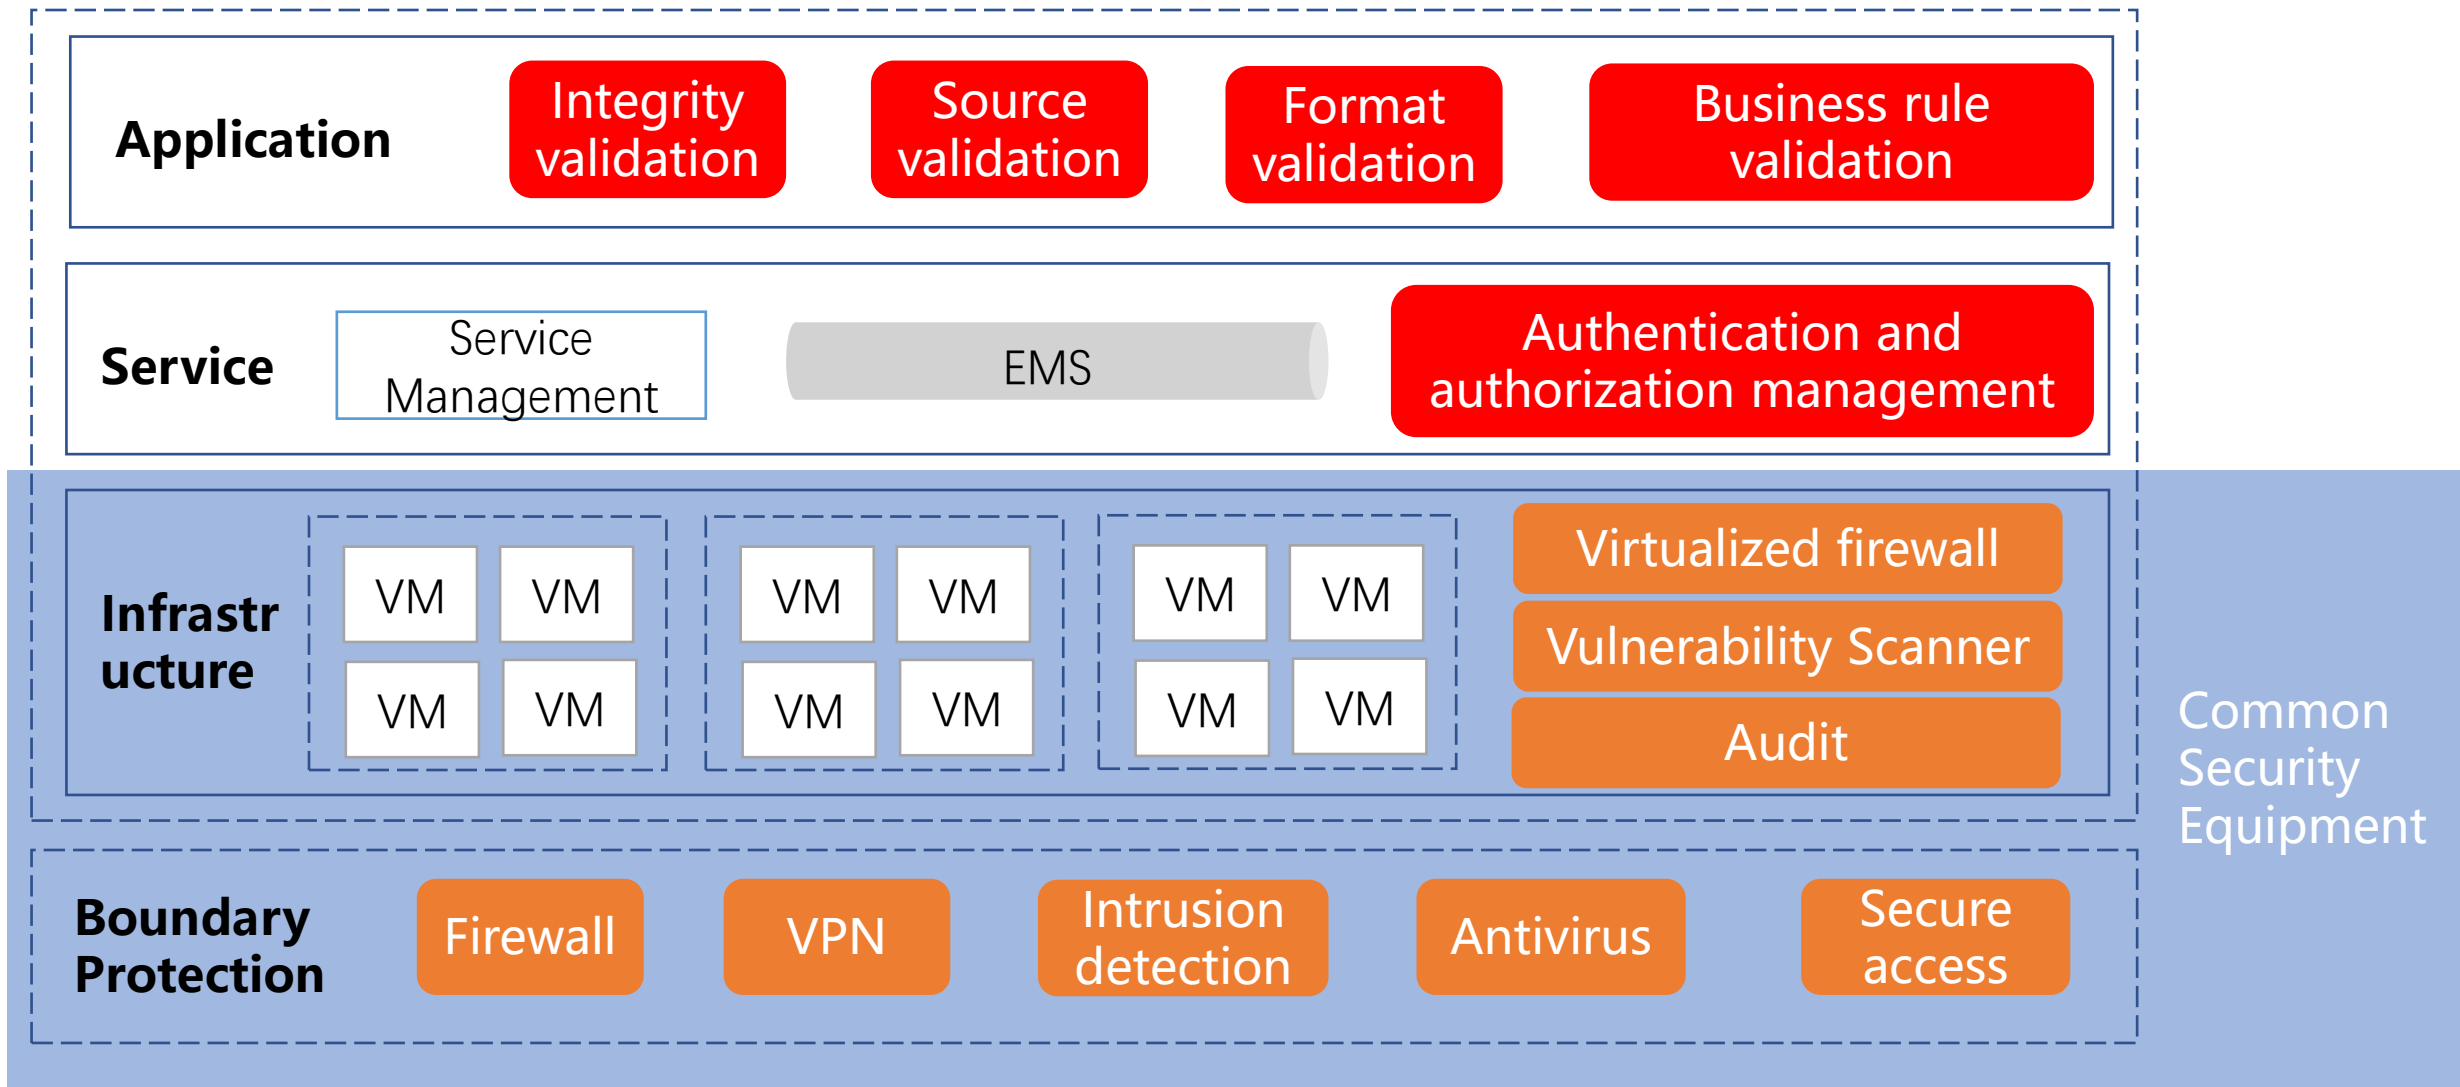 Application
Integrity
validation
Source
validation
Format
validation
Business rule
validation
Service
Service
Management
EMS
Authentication and
authorization management
Infrastr
ucture
VM
VM
VM
VM
VM
VM
VM
VM
VM
VM
VM
VM
Virtualized firewall
Vulnerability Scanner
Audit
Common
Security
Equipment
Boundary
Protection
Firewall
VPN
Intrusion
detection
Antivirus
Secure
access